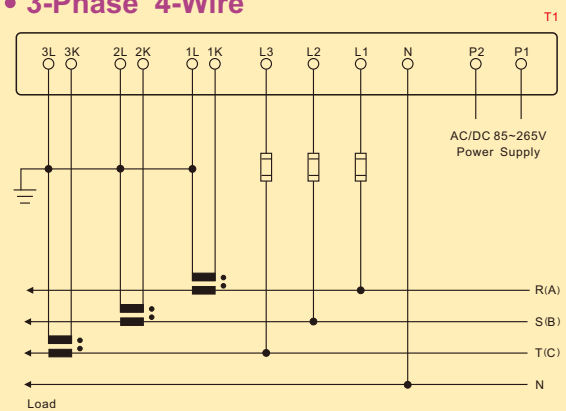 • 3-Phase 4-Wire
T1
3L 3K 2L 2K 1L 1K L3 L2 L1 N P2 P1
AC/DC 85~265V
Power Supply
R(A)
S(B)
T(C)
N
Load